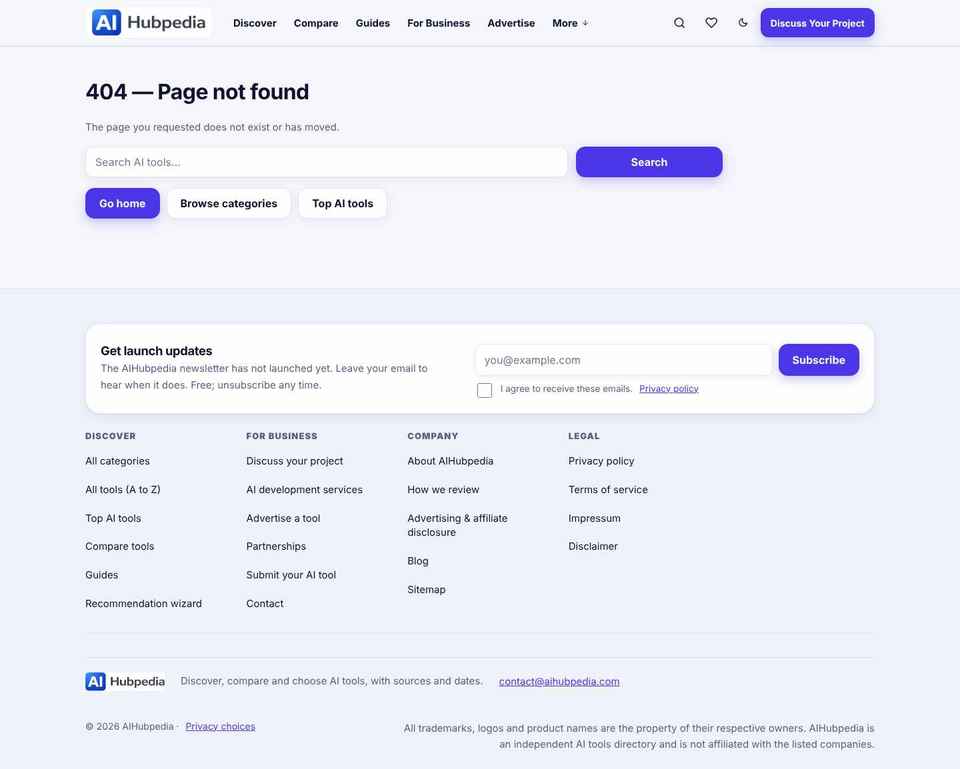 AI Hubpedia Discover Compare Guides For Business Advertise More Discuss Your Project
404 — Page not found
The page you requested does not exist or has moved.
Search AI tools... Search
Go home Browse categories Top AI tools
Get launch updates
The AIHubpedia newsletter has not launched yet. Leave your email to
hear when it does. Free; unsubscribe any time.
you@example.com Subscribe
I agree to receive these emails. Privacy policy
DISCOVER
All categories
All tools (A to Z)
Top AI tools
Compare tools
Guides
Recommendation wizard
FOR BUSINESS
Discuss your project
AI development services
Advertise a tool
Partnerships
Submit your AI tool
Contact
COMPANY
About AIHubpedia
How we review
Advertising & affiliate
disclosure
Blog
Sitemap
LEGAL
Privacy policy
Terms of service
Impressum
Disclaimer
AI Hubpedia Discover, compare and choose AI tools, with sources and dates. contact@aihubpedia.com
© 2026 AIHubpedia · Privacy choices
All trademarks, logos and product names are the property of their respective owners. AIHubpedia is
an independent AI tools directory and is not affiliated with the listed companies.